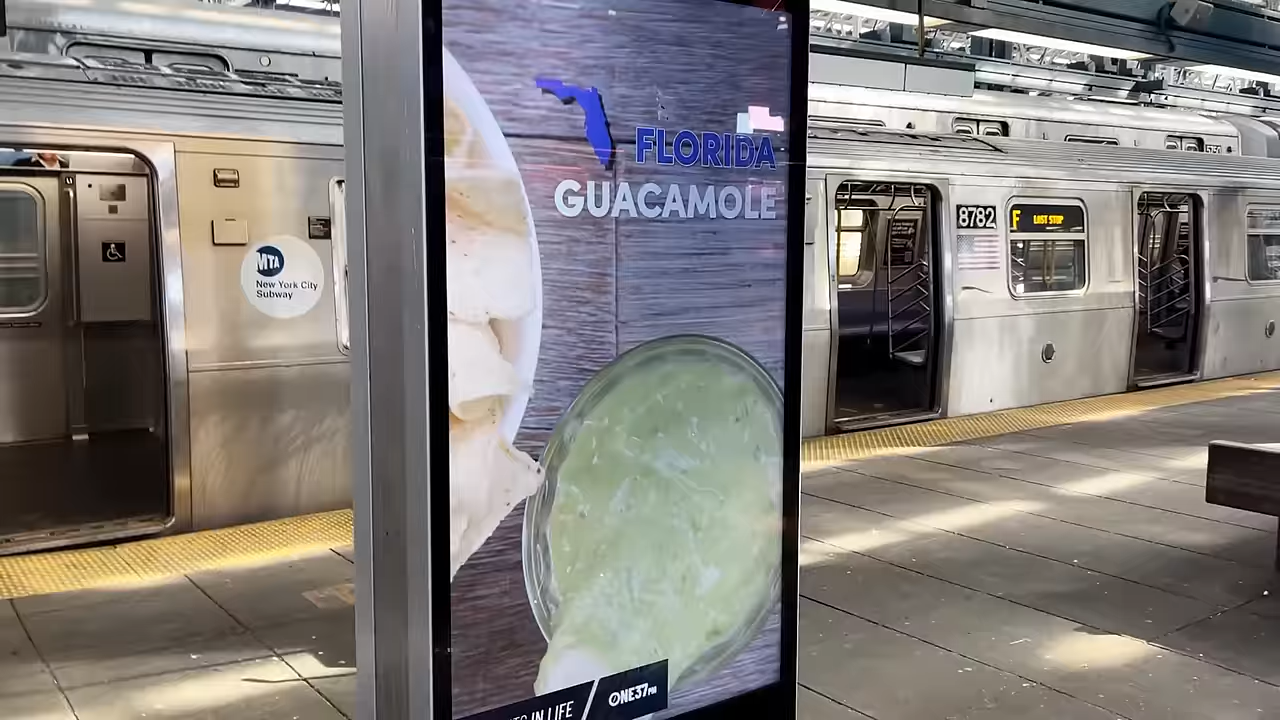 MTA
New York City
Subway
FLORIDA
GUACAMOLE
IN LIFE
ONE37PM
8782
F LAST STOP